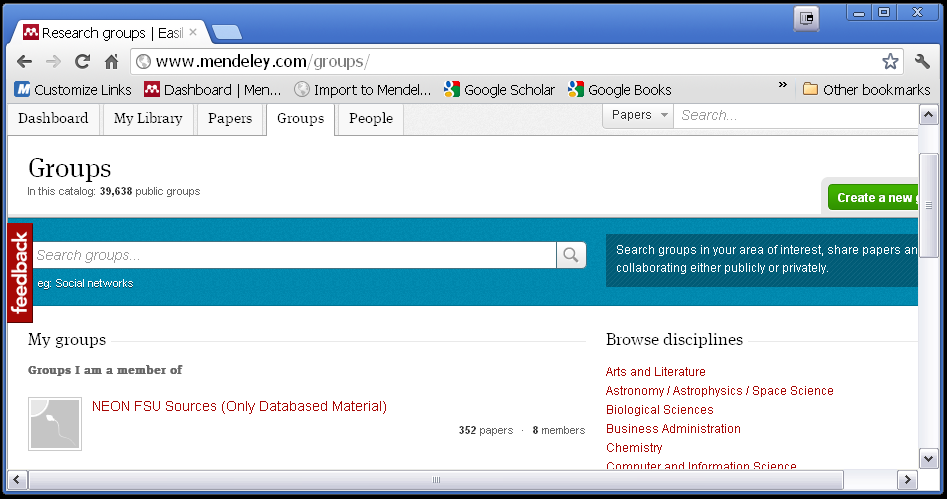 Research groups | Easil
www.mendeley.com/groups/
Customize Links Dashboard | Men... Import to Mendel... Google Scholar Google Books » Other bookmarks
Dashboard My Library Papers Groups People Papers Search...
Groups
In this catalog: 39,638 public groups
Create a new g
feedback
Search groups...
eg: Social networks
Search groups in your area of interest, share papers an
collaborating either publicly or privately.
My groups
Groups I am a member of
NEON FSU Sources (Only Databased Material)
352 papers · 8 members
Browse disciplines
Arts and Literature
Astronomy / Astrophysics / Space Science
Biological Sciences
Business Administration
Chemistry
Computer and Information Science